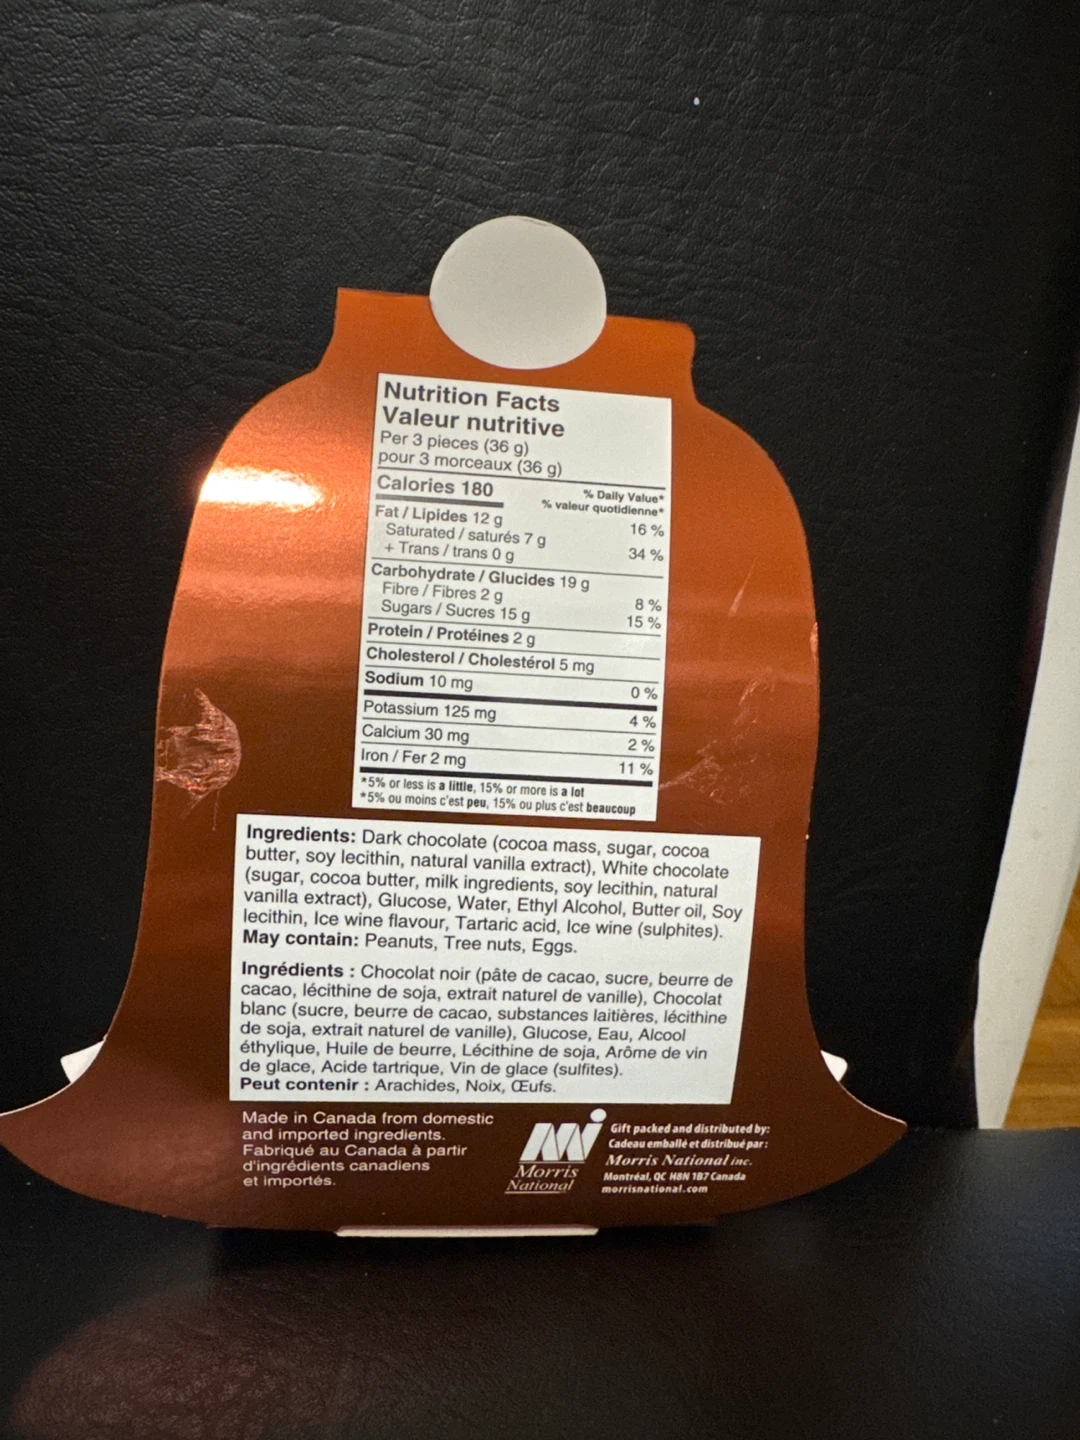 Nutrition Facts
Valeur nutritive
Per 3 pieces (36 g)
pour 3 morceaux (36 g)
Calories 180
% Daily Value*
% valeur quotidienne*
Fat / Lipides 12 g 16 %
Saturated / saturés 7 g
+ Trans / trans 0 g 34 %
Carbohydrate / Glucides 19 g
Fibre / Fibres 2 g 8 %
Sugars / Sucres 15 g 15 %
Protein / Protéines 2 g
Cholesterol / Cholestérol 5 mg
Sodium 10 mg 0 %
Potassium 125 mg 4 %
Calcium 30 mg 2 %
Iron / Fer 2 mg 11 %
*5% or less is a little, 15% or more is a lot
*5% ou moins c'est peu, 15% ou plus c'est beaucoup
Ingredients: Dark chocolate (cocoa mass, sugar, cocoa
butter, soy lecithin, natural vanilla extract), White chocolate
(sugar, cocoa butter, milk ingredients, soy lecithin, natural
vanilla extract), Glucose, Water, Ethyl Alcohol, Butter oil, Soy
lecithin, Ice wine flavour, Tartaric acid, Ice wine (sulphites).
May contain: Peanuts, Tree nuts, Eggs.
Ingrédients : Chocolat noir (pâte de cacao, sucre, beurre de
cacao, lécithine de soja, extrait naturel de vanille), Chocolat
blanc (sucre, beurre de cacao, substances laitières, lécithine
de soja, extrait naturel de vanille), Glucose, Eau, Alcool
éthylique, Huile de beurre, Lécithine de soja, Arôme de vin
de glace, Acide tartrique, Vin de glace (sulfites).
Peut contenir : Arachides, Noix, Œufs.
Made in Canada from domestic
and imported ingredients.
Fabriqué au Canada à partir
d'ingrédients canadiens
et importés.
Morris
National
Gift packed and distributed by:
Cadeau emballé et distribué par :
Morris National inc.
Montréal, QC H8N 1B7 Canada
morrisnational.com